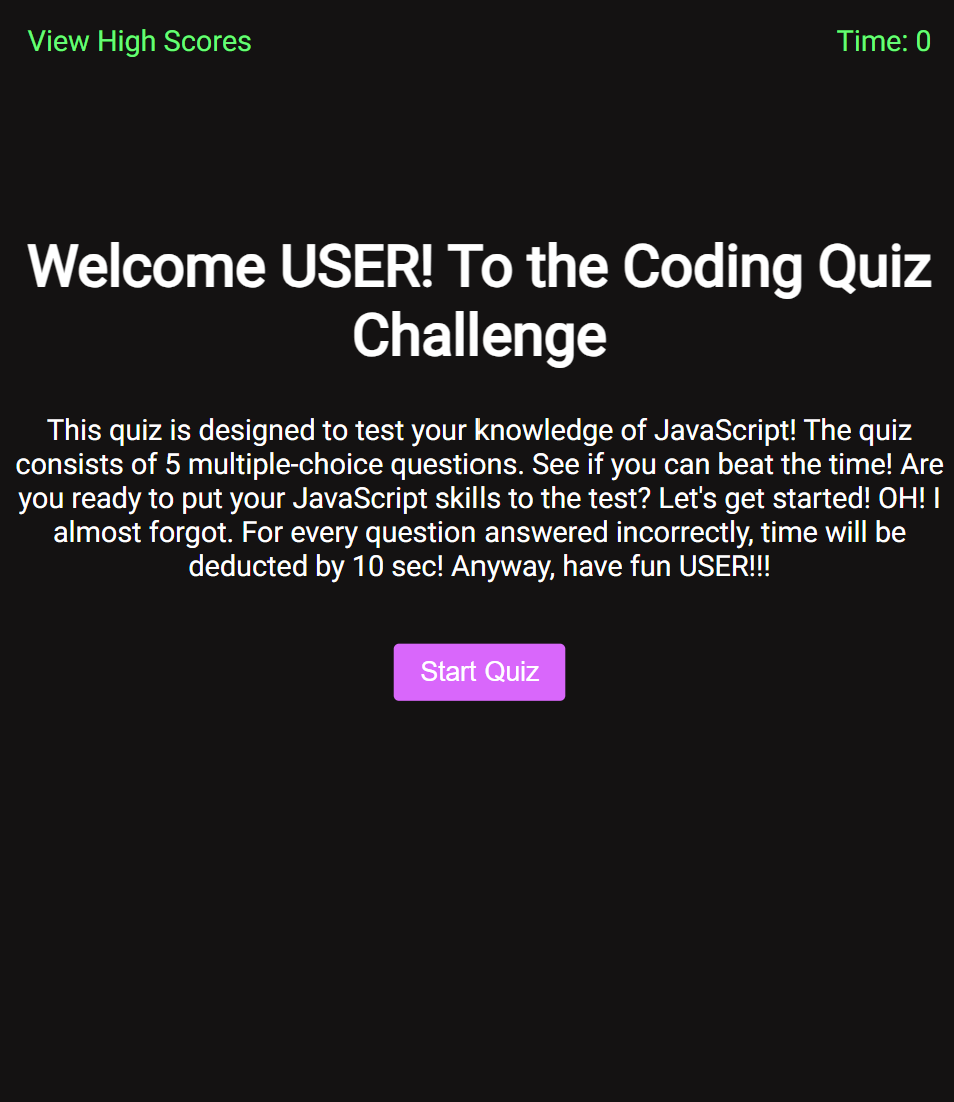 View High Scores
Time: 0
Welcome USER! To the Coding Quiz
Challenge
This quiz is designed to test your knowledge of JavaScript! The quiz
consists of 5 multiple-choice questions. See if you can beat the time! Are
you ready to put your JavaScript skills to the test? Let's get started! OH! I
almost forgot. For every question answered incorrectly, time will be
deducted by 10 sec! Anyway, have fun USER!!!
Start Quiz